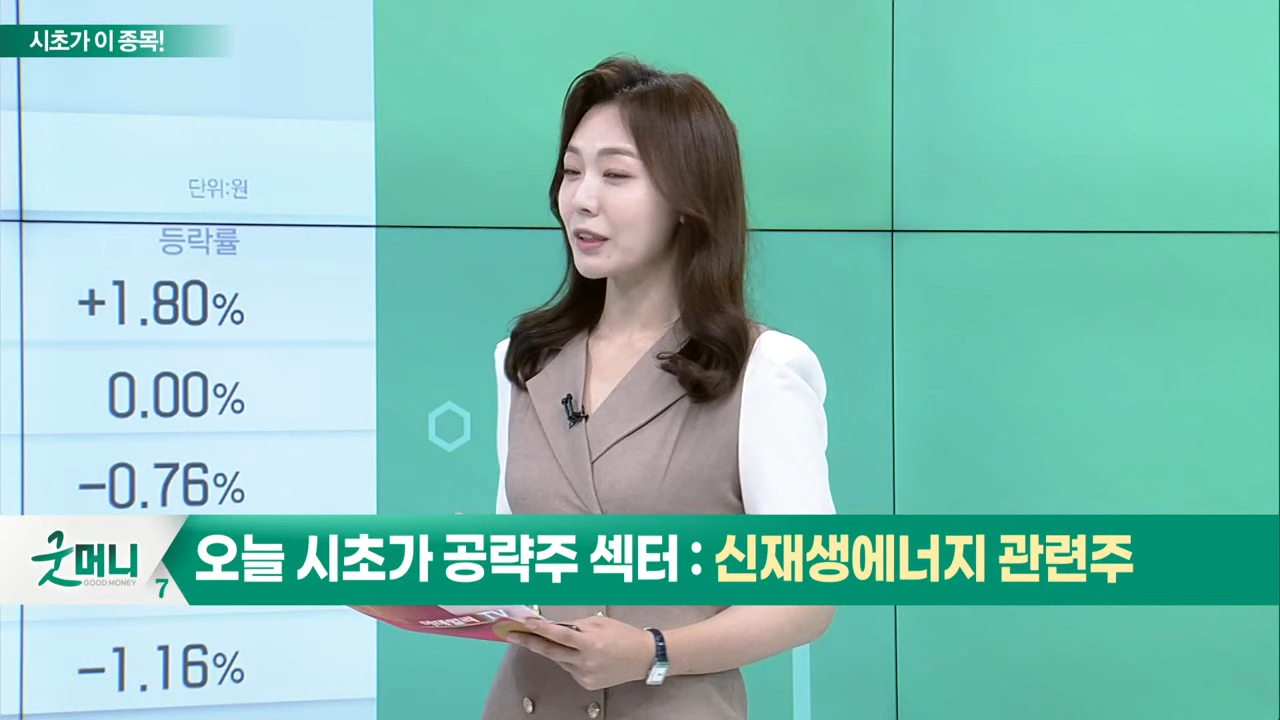 시초가 이 종목!
단위:원
등락률
+1.80%
0.00%
-0.76%
굿머니
GOOD MONEY
7
오늘 시초가 공략주 섹터 : 신재생에너지 관련주
TV
-1.16%